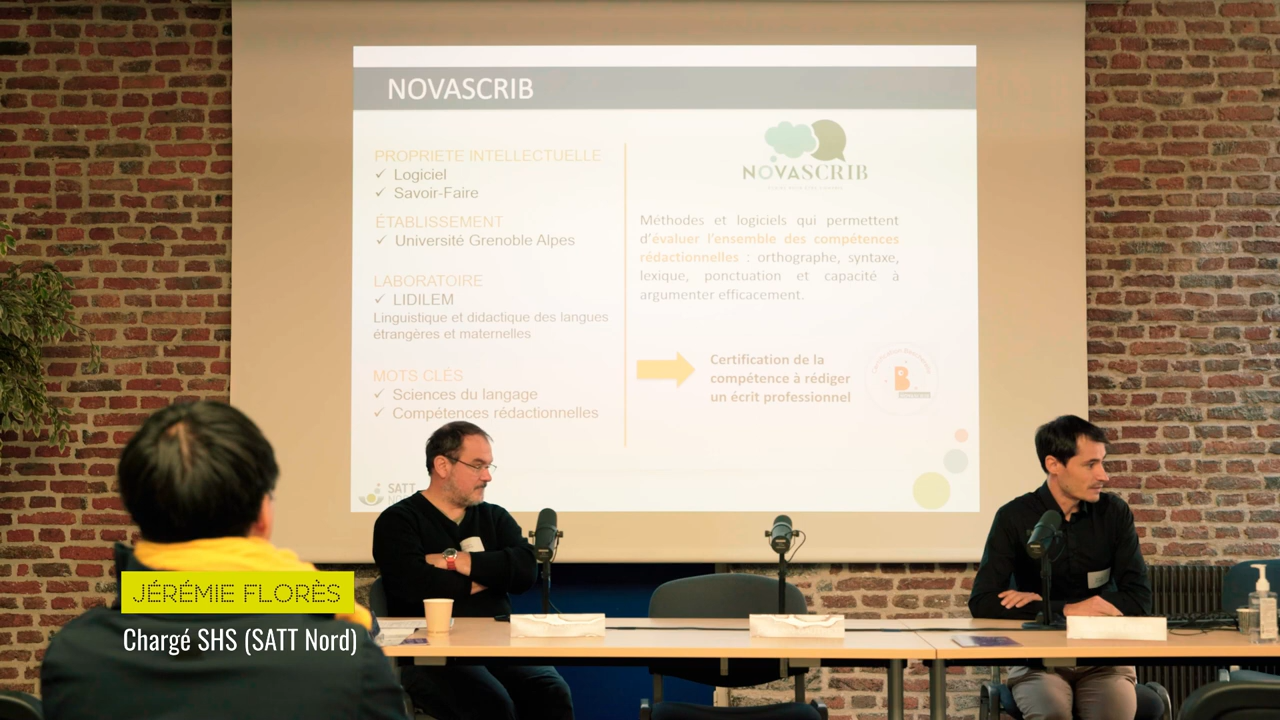 NOVASCRIB
PROPRIETE INTELLECTUELLE
✓ Logiciel
✓ Savoir-Faire
ÉTABLISSEMENT
✓ Université Grenoble Alpes
LABORATOIRE
✓ LIDILEM
Linguistique et didactique des langues
étrangères et maternelles
MOTS CLÉS
✓ Sciences du langage
✓ Compétences rédactionnelles
SATT
NORD
NOVASCRIB
Méthodes et logiciels qui permettent
d'évaluer l'ensemble des compétences
rédactionnelles : orthographe, syntaxe,
lexique, ponctuation et capacité à
argumenter efficacement.
Certification de la
compétence à rédiger
un écrit professionnel
JÉRÉMIE FLORÈS
Chargé SHS (SATT Nord)